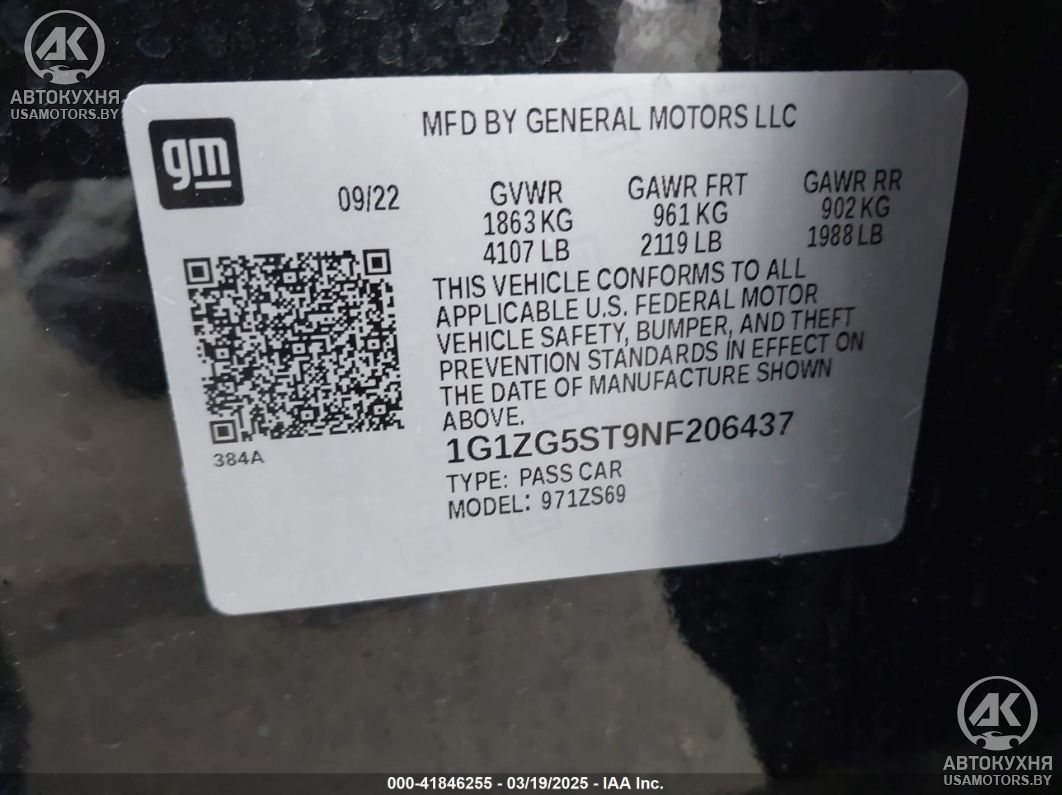 AK
АВТОКУХНЯ
USAMOTORS.BY
gm
MFD BY GENERAL MOTORS LLC
09/22
GVWR
1863 KG
4107 LB
GAWR FRT
961 KG
2119 LB
GAWR RR
902 KG
1988 LB
THIS VEHICLE CONFORMS TO ALL
APPLICABLE U.S. FEDERAL MOTOR
VEHICLE SAFETY, BUMPER, AND THEFT
PREVENTION STANDARDS IN EFFECT ON
THE DATE OF MANUFACTURE SHOWN
ABOVE.
384A
1G1ZG5ST9NF206437
TYPE: PASS CAR
MODEL: 971ZS69
AK
АВТОКУХНЯ
USAMOTORS.BY
000-41846255 - 03/19/2025 - IAA Inc.